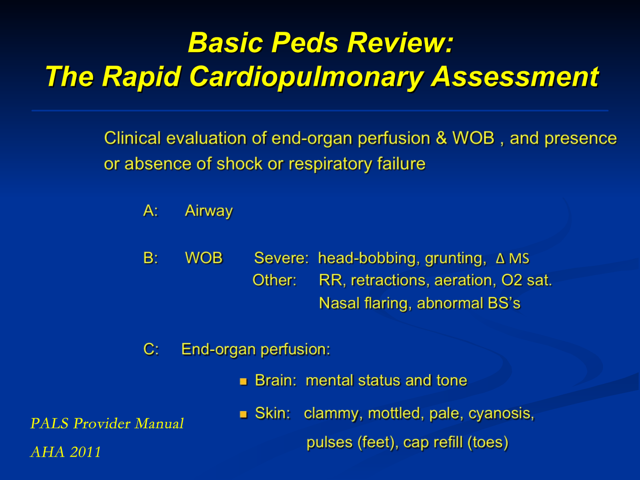 Basic Peds Review:
The Rapid Cardiopulmonary Assessment
Clinical evaluation of end-organ perfusion & WOB , and presence
or absence of shock or respiratory failure
A: Airway
B: WOB Severe: head-bobbing, grunting, Δ MS
Other: RR, retractions, aeration, O2 sat.
Nasal flaring, abnormal BS's
C: End-organ perfusion:
■ Brain: mental status and tone
■ Skin: clammy, mottled, pale, cyanosis,
pulses (feet), cap refill (toes)
PALS Provider Manual
AHA 2011